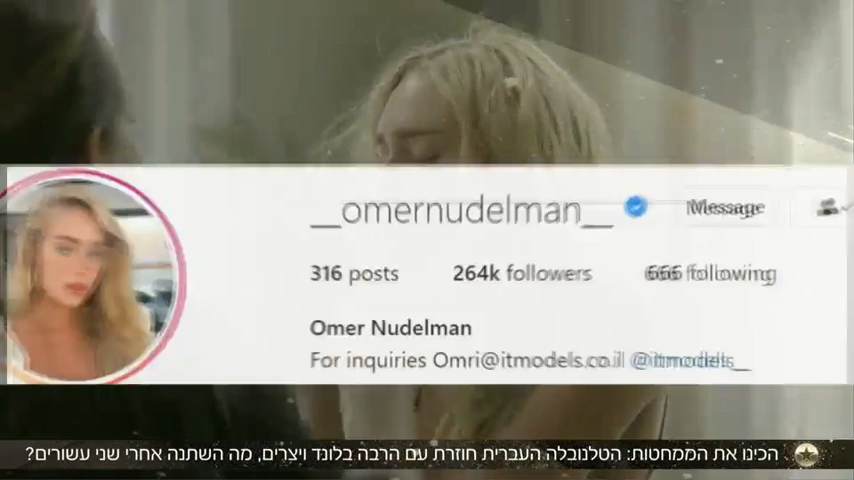 __omernudelman__ Message
316 posts 264k followers 666 following
Omer Nudelman
For inquiries Omri@itmodels.co.il @itmodels__
הכינו את הממחטות: הטלנובלה העברית חוזרת עם הרבה בלונד ויצרים, מה השתנה אחרי שני עשורים?